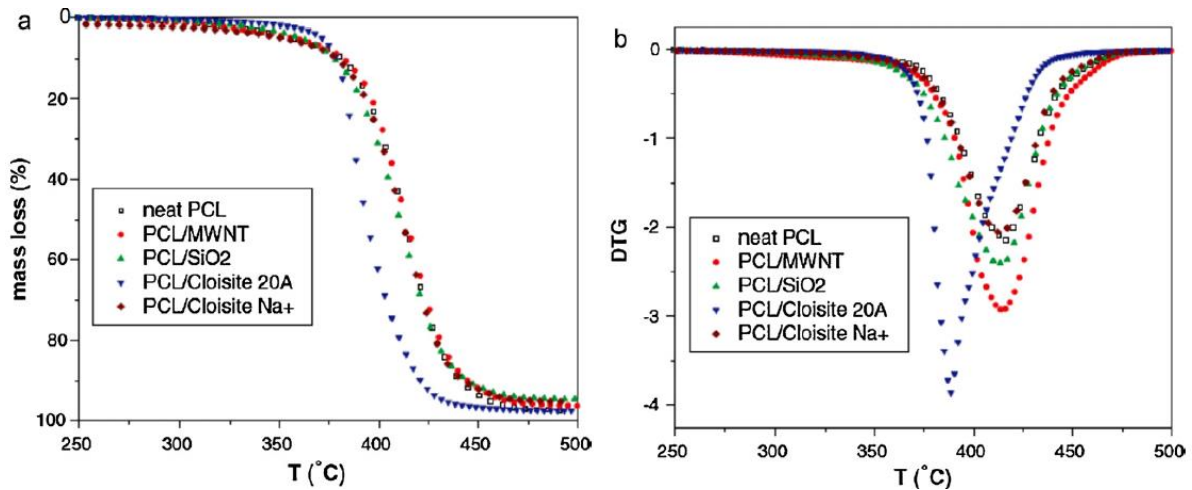 a
0
20
40
60
80
100
mass loss (%)
neat PCL
PCL/MWNT
PCL/SiO2
PCL/Cloisite 20A
PCL/Cloisite Na+
250 300 350 400 450 500
T (°C)
b
0
-1
-2
-3
-4
DTG
neat PCL
PCL/MWNT
PCL/SiO2
PCL/Cloisite 20A
PCL/Cloisite Na+
250 300 350 400 450 500
T (°C)